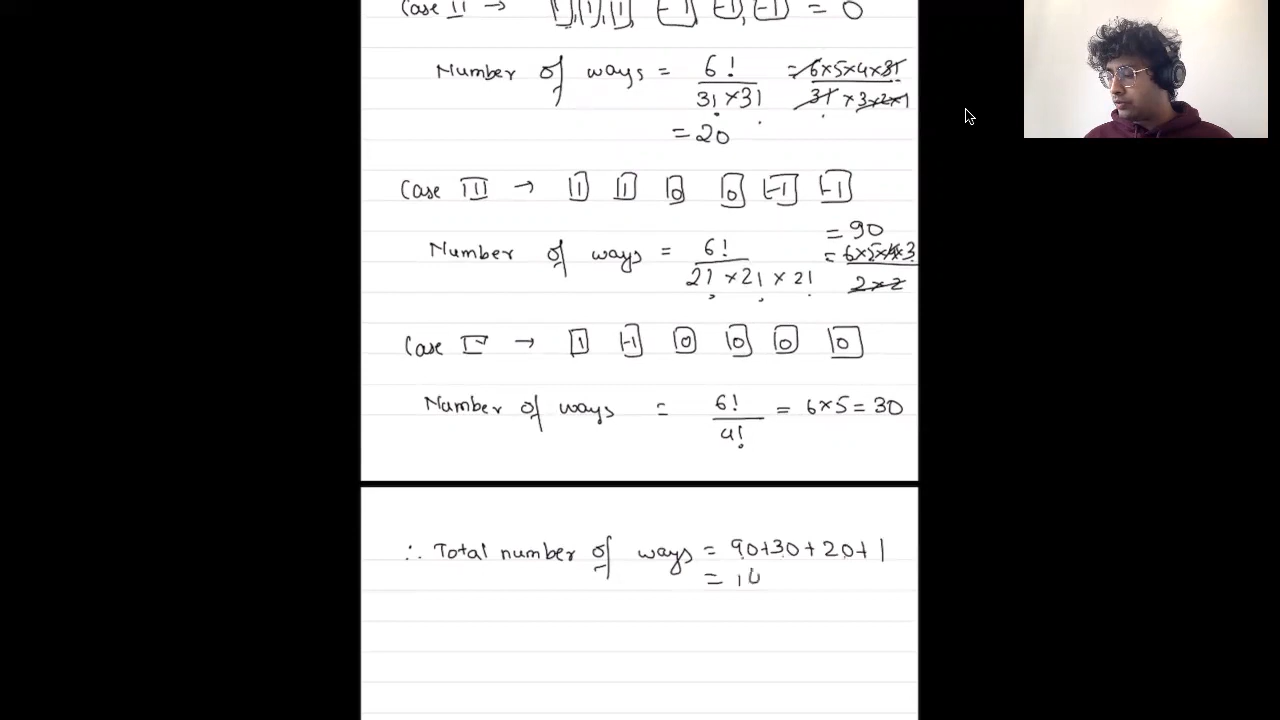 Case II → 1, 1, 1, -1, -1, -1 = 0
Number of ways = 6! / 3! × 3! = 6×5×4×3! / 3! × 3×2×1
= 20
Case III → 1 1 0 0 -1 -1
Number of ways = 6! / 2! × 2! × 2! = 6×5×4×3 / 2×2 = 90
Case IV → 1 -1 0 0 0 0
Number of ways = 6! / 4! = 6×5 = 30
∴ Total number of ways = 90+30+20+1